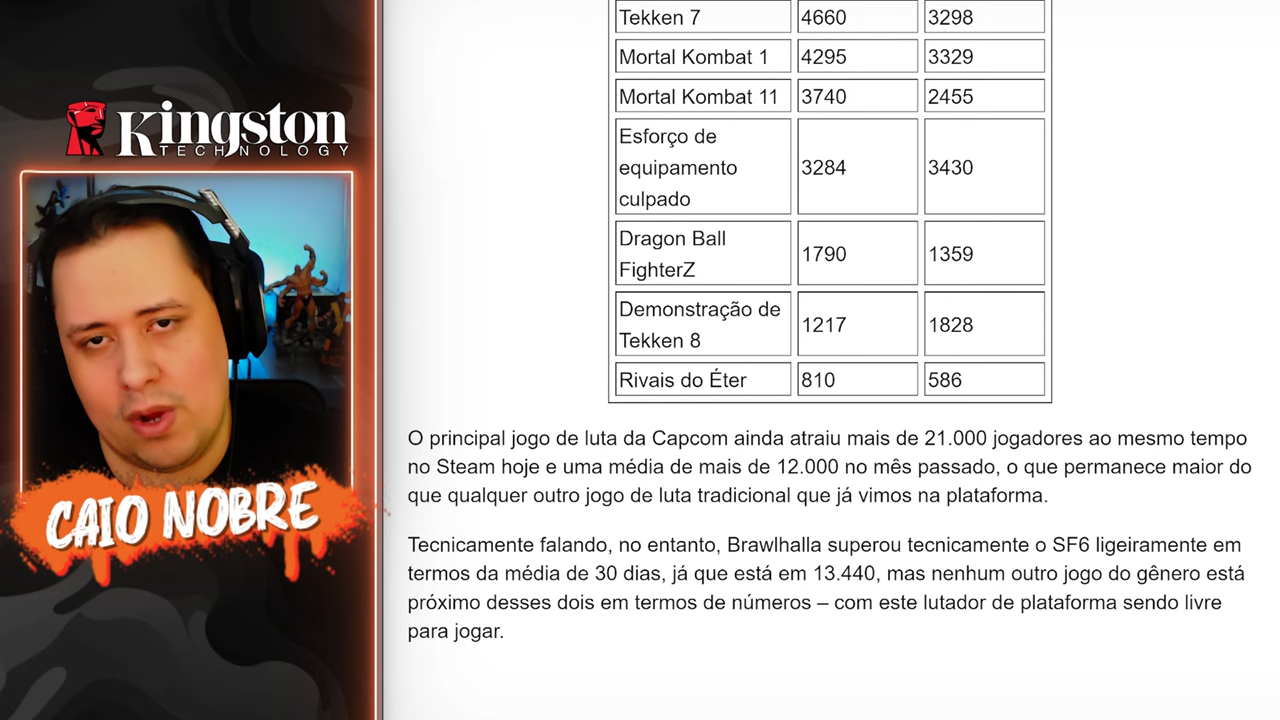 Kingston
TECHNOLOGY
CAIO NOBRE
Tekken 7 4660 3298
Mortal Kombat 1 4295 3329
Mortal Kombat 11 3740 2455
Esforço de
equipamento 3284 3430
culpado
Dragon Ball
FighterZ 1790 1359
Demonstração de
Tekken 8 1217 1828
Rivais do Éter 810 586
O principal jogo de luta da Capcom ainda atraiu mais de 21.000 jogadores ao mesmo tempo
no Steam hoje e uma média de mais de 12.000 no mês passado, o que permanece maior do
que qualquer outro jogo de luta tradicional que já vimos na plataforma.
Tecnicamente falando, no entanto, Brawlhalla superou tecnicamente o SF6 ligeiramente em
termos da média de 30 dias, já que está em 13.440, mas nenhum outro jogo do gênero está
próximo desses dois em termos de números – com este lutador de plataforma sendo livre
para jogar.